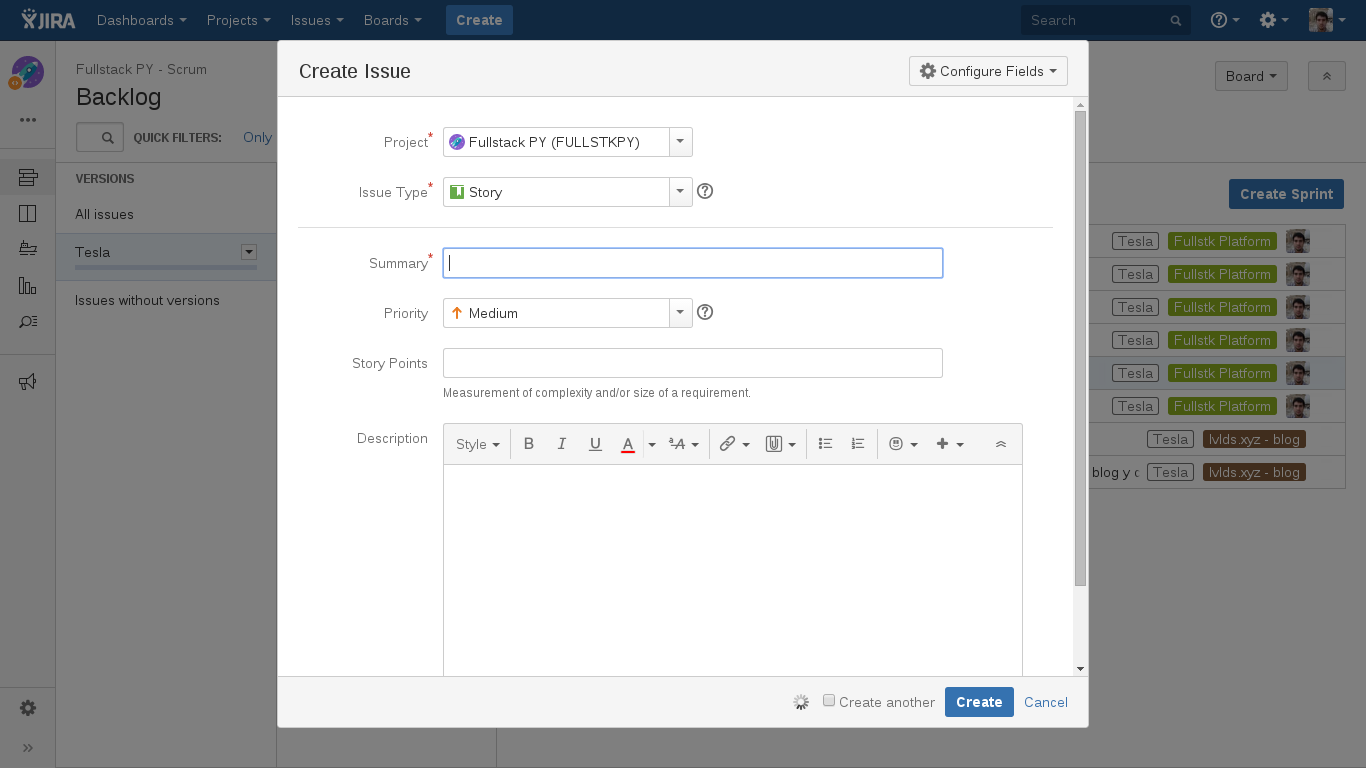 JIRA Dashboards Projects Issues Boards Create Search
Fullstack PY - Scrum
Backlog
Board
QUICK FILTERS: Only
VERSIONS
All issues
Tesla
Issues without versions
Create Sprint
Tesla Fullstk Platform
Tesla Fullstk Platform
Tesla Fullstk Platform
Tesla Fullstk Platform
Tesla Fullstk Platform
Tesla Fullstk Platform
Tesla lvlds.xyz - blog
blog y Tesla lvlds.xyz - blog
Create Issue
Configure Fields
Project* Fullstack PY (FULLSTKPY)
Issue Type* Story
Summary*
Priority Medium
Story Points
Measurement of complexity and/or size of a requirement.
Description
Style B I U A ªA
Create another Create Cancel